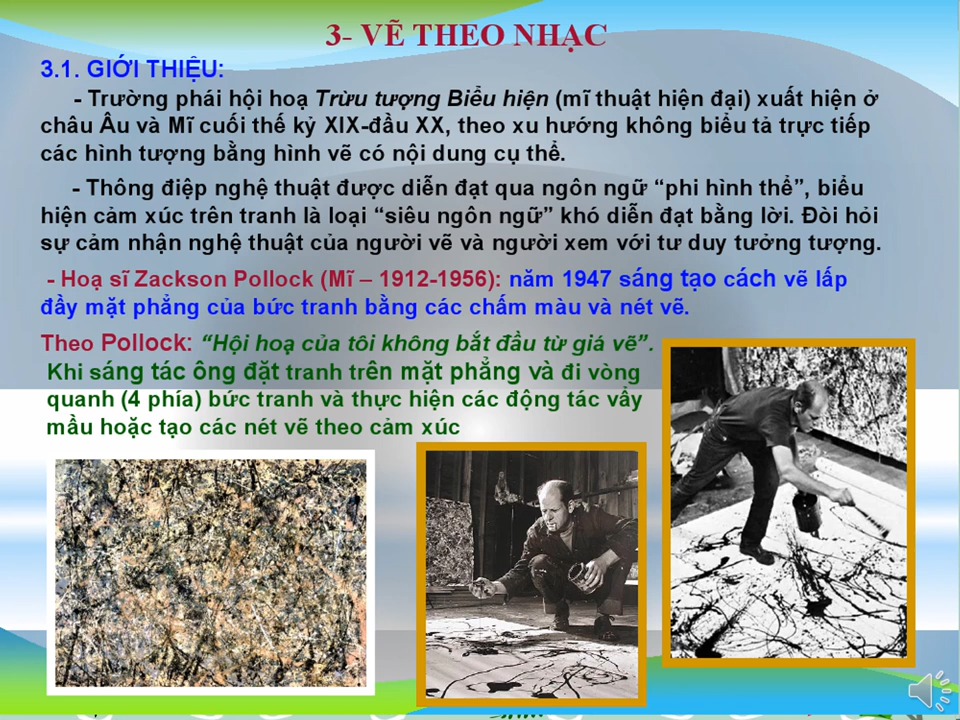 3- VẼ THEO NHẠC
3.1. GIỚI THIỆU:
- Trường phái hội hoạ Trừu tượng Biểu hiện (mĩ thuật hiện đại) xuất hiện ở
châu Âu và Mĩ cuối thế kỷ XIX-đầu XX, theo xu hướng không biểu tả trực tiếp
các hình tượng bằng hình vẽ có nội dung cụ thể.
- Thông điệp nghệ thuật được diễn đạt qua ngôn ngữ “phi hình thể”, biểu
hiện cảm xúc trên tranh là loại “siêu ngôn ngữ” khó diễn đạt bằng lời. Đòi hỏi
sự cảm nhận nghệ thuật của người vẽ và người xem với tư duy tưởng tượng.
- Hoạ sĩ Zackson Pollock (Mĩ – 1912-1956): năm 1947 sáng tạo cách vẽ lấp
đầy mặt phẳng của bức tranh bằng các chấm màu và nét vẽ.
Theo Pollock: “Hội hoạ của tôi không bắt đầu từ giá vẽ”.
Khi sáng tác ông đặt tranh trên mặt phẳng và đi vòng
quanh (4 phía) bức tranh và thực hiện các động tác vẩy
mầu hoặc tạo các nét vẽ theo cảm xúc